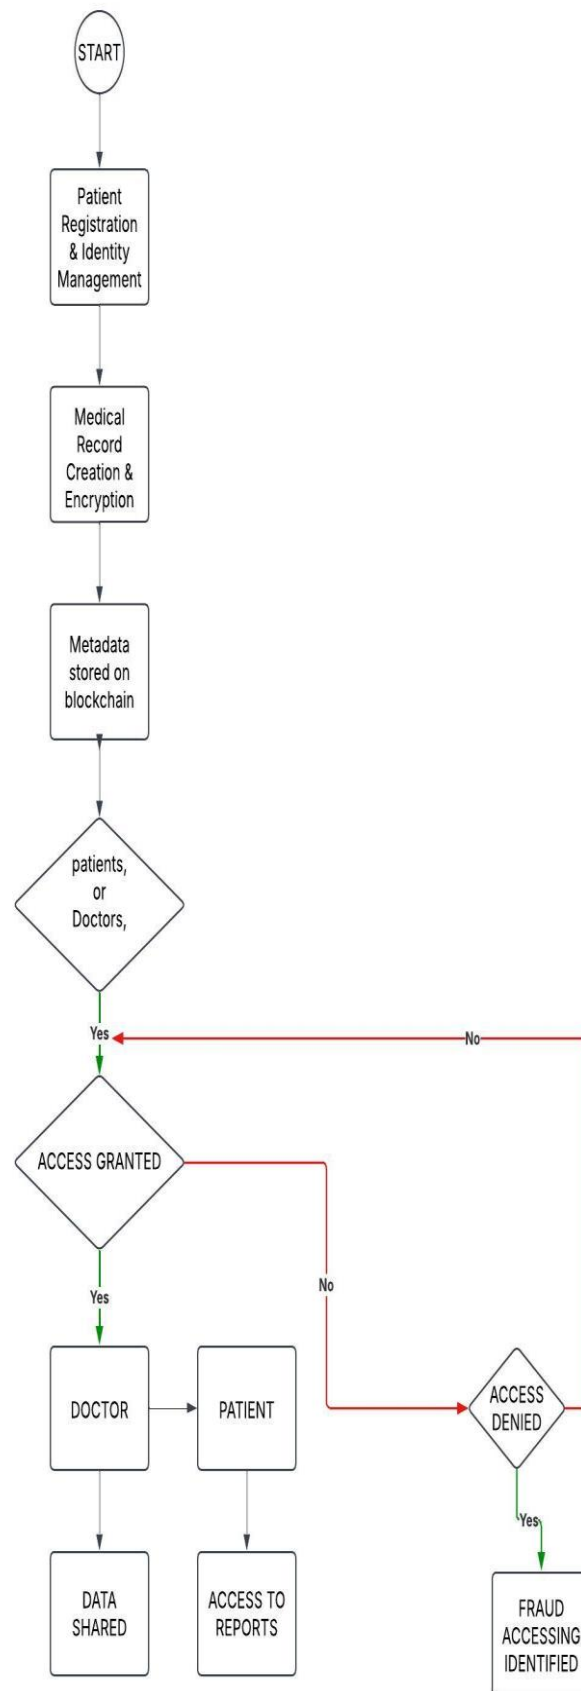 START
Patient
Registration
& Identity
Management
Medical
Record
Creation &
Encryption
Metadata
stored on
blockchain
patients,
or
Doctors,
Yes
No
ACCESS GRANTED
Yes
No
DOCTOR
PATIENT
ACCESS
DENIED
Yes
DATA
SHARED
ACCESS TO
REPORTS
FRAUD
ACCESSING
IDENTIFIED